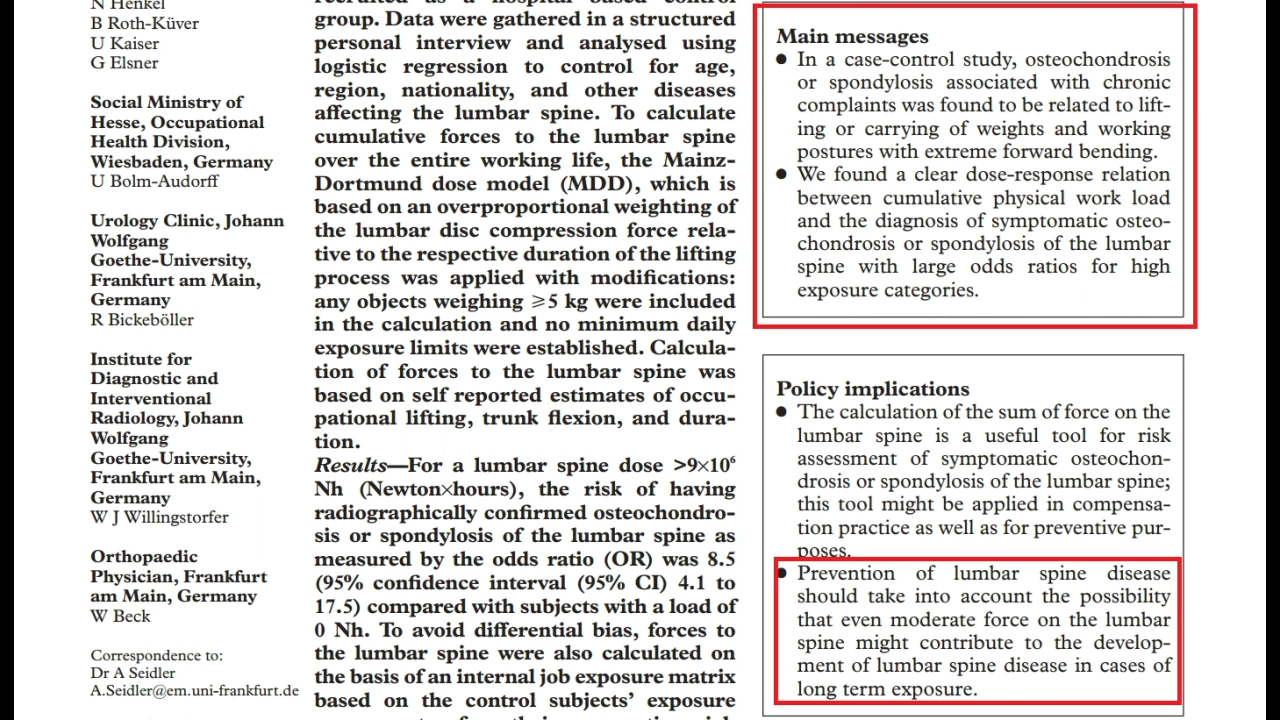 N Henkel
B Roth-Küver
U Kaiser
G Elsner
Social Ministry of
Hesse, Occupational
Health Division,
Wiesbaden, Germany
U Bolm-Audorff
Urology Clinic, Johann
Wolfgang
Goethe-University,
Frankfurt am Main,
Germany
R Bickeböller
Institute for
Diagnostic and
Interventional
Radiology, Johann
Wolfgang
Goethe-University,
Frankfurt am Main,
Germany
W J Willingstorfer
Orthopaedic
Physician, Frankfurt
am Main, Germany
W Beck
Correspondence to:
Dr A Seidler
A.Seidler@em.uni-frankfurt.de
recruited as a hospital based control
group. Data were gathered in a structured
personal interview and analysed using
logistic regression to control for age,
region, nationality, and other diseases
affecting the lumbar spine. To calculate
cumulative forces to the lumbar spine
over the entire working life, the Mainz-
Dortmund dose model (MDD), which is
based on an overproportional weighting of
the lumbar disc compression force rela-
tive to the respective duration of the lifting
process was applied with modifications:
any objects weighing ⩾5 kg were included
in the calculation and no minimum daily
exposure limits were established. Calcula-
tion of forces to the lumbar spine was
based on self reported estimates of occu-
pational lifting, trunk flexion, and dura-
tion.
Results—For a lumbar spine dose >9×10⁶
Nh (Newton×hours), the risk of having
radiographically confirmed osteochondro-
sis or spondylosis of the lumbar spine as
measured by the odds ratio (OR) was 8.5
(95% confidence interval (95% CI) 4.1 to
17.5) compared with subjects with a load of
0 Nh. To avoid differential bias, forces to
the lumbar spine were also calculated on
the basis of an internal job exposure matrix
based on the control subjects' exposure
Main messages
● In a case-control study, osteochondrosis
or spondylosis associated with chronic
complaints was found to be related to lift-
ing or carrying of weights and working
postures with extreme forward bending.
● We found a clear dose-response relation
between cumulative physical work load
and the diagnosis of symptomatic osteo-
chondrosis or spondylosis of the lumbar
spine with large odds ratios for high
exposure categories.
Policy implications
● The calculation of the sum of force on the
lumbar spine is a useful tool for risk
assessment of symptomatic osteochon-
drosis or spondylosis of the lumbar spine;
this tool might be applied in compensa-
tion practice as well as for preventive pur-
poses.
● Prevention of lumbar spine disease
should take into account the possibility
that even moderate force on the lumbar
spine might contribute to the develop-
ment of lumbar spine disease in cases of
long term exposure.